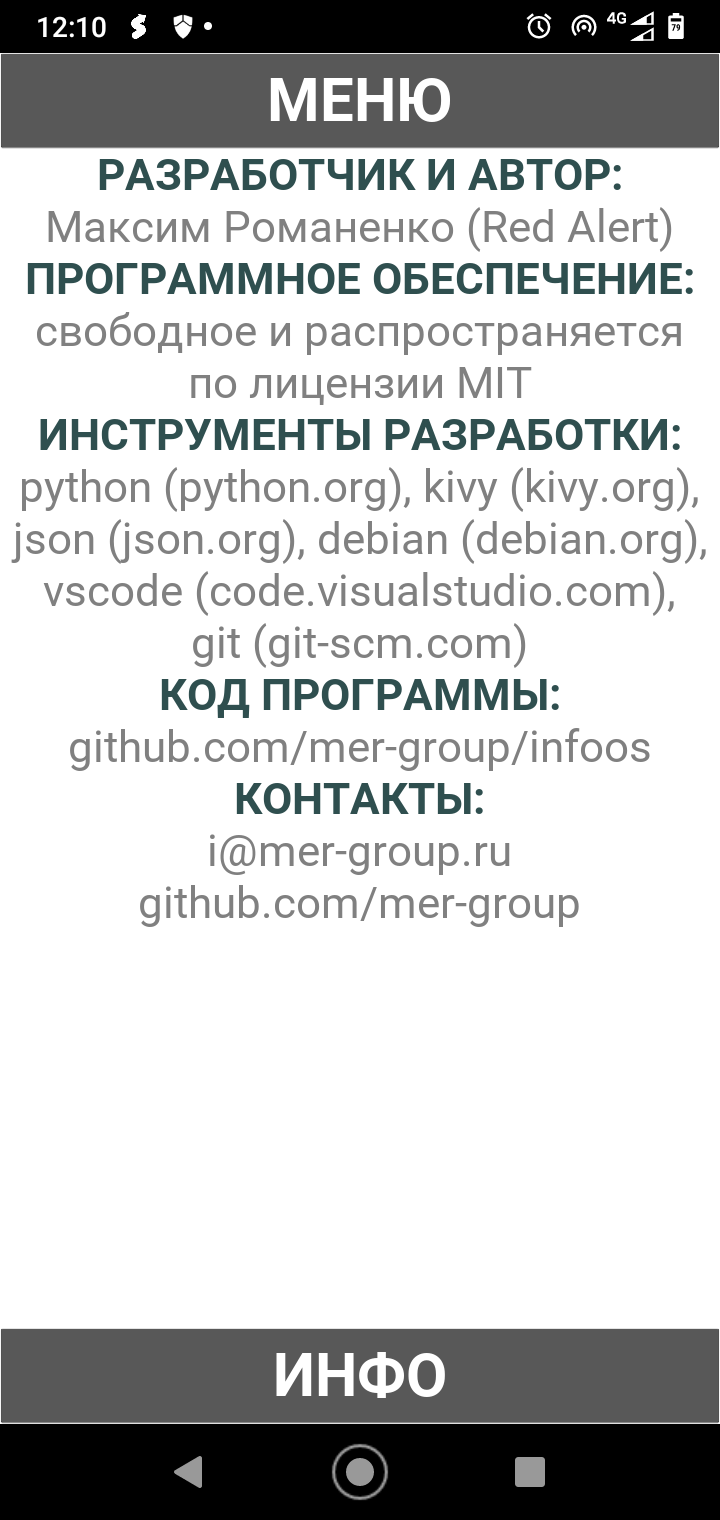 12:10
4G
79
МЕНЮ
РАЗРАБОТЧИК И АВТОР:
Максим Романенко (Red Alert)
ПРОГРАММНОЕ ОБЕСПЕЧЕНИЕ:
свободное и распространяется
по лицензии MIT
ИНСТРУМЕНТЫ РАЗРАБОТКИ:
python (python.org), kivy (kivy.org),
json (json.org), debian (debian.org),
vscode (code.visualstudio.com),
git (git-scm.com)
КОД ПРОГРАММЫ:
github.com/mer-group/infoos
КОНТАКТЫ:
i@mer-group.ru
github.com/mer-group
ИНФО